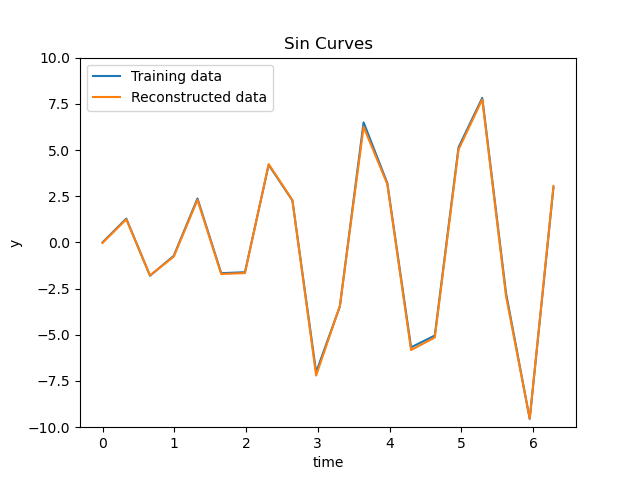 Sin Curves
Training data
Reconstructed data
10.0
7.5
5.0
2.5
0.0
−2.5
−5.0
−7.5
−10.0
y
0 1 2 3 4 5 6
time